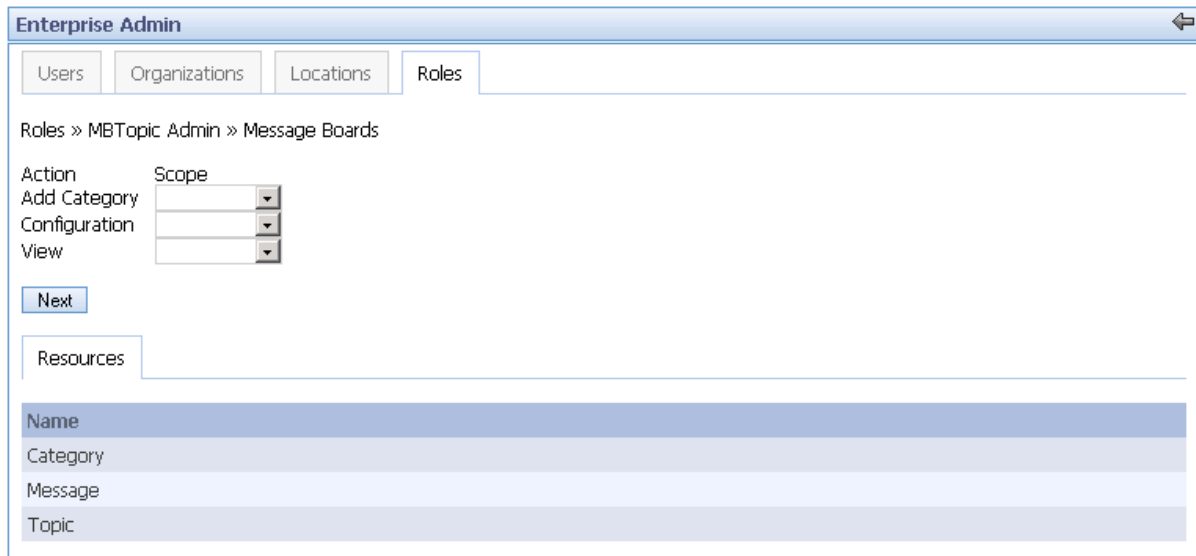 Enterprise Admin
Users Organizations Locations Roles
Roles » MBTopic Admin » Message Boards
Action Scope
Add Category
Configuration
View
Next
Resources
Name
Category
Message
Topic